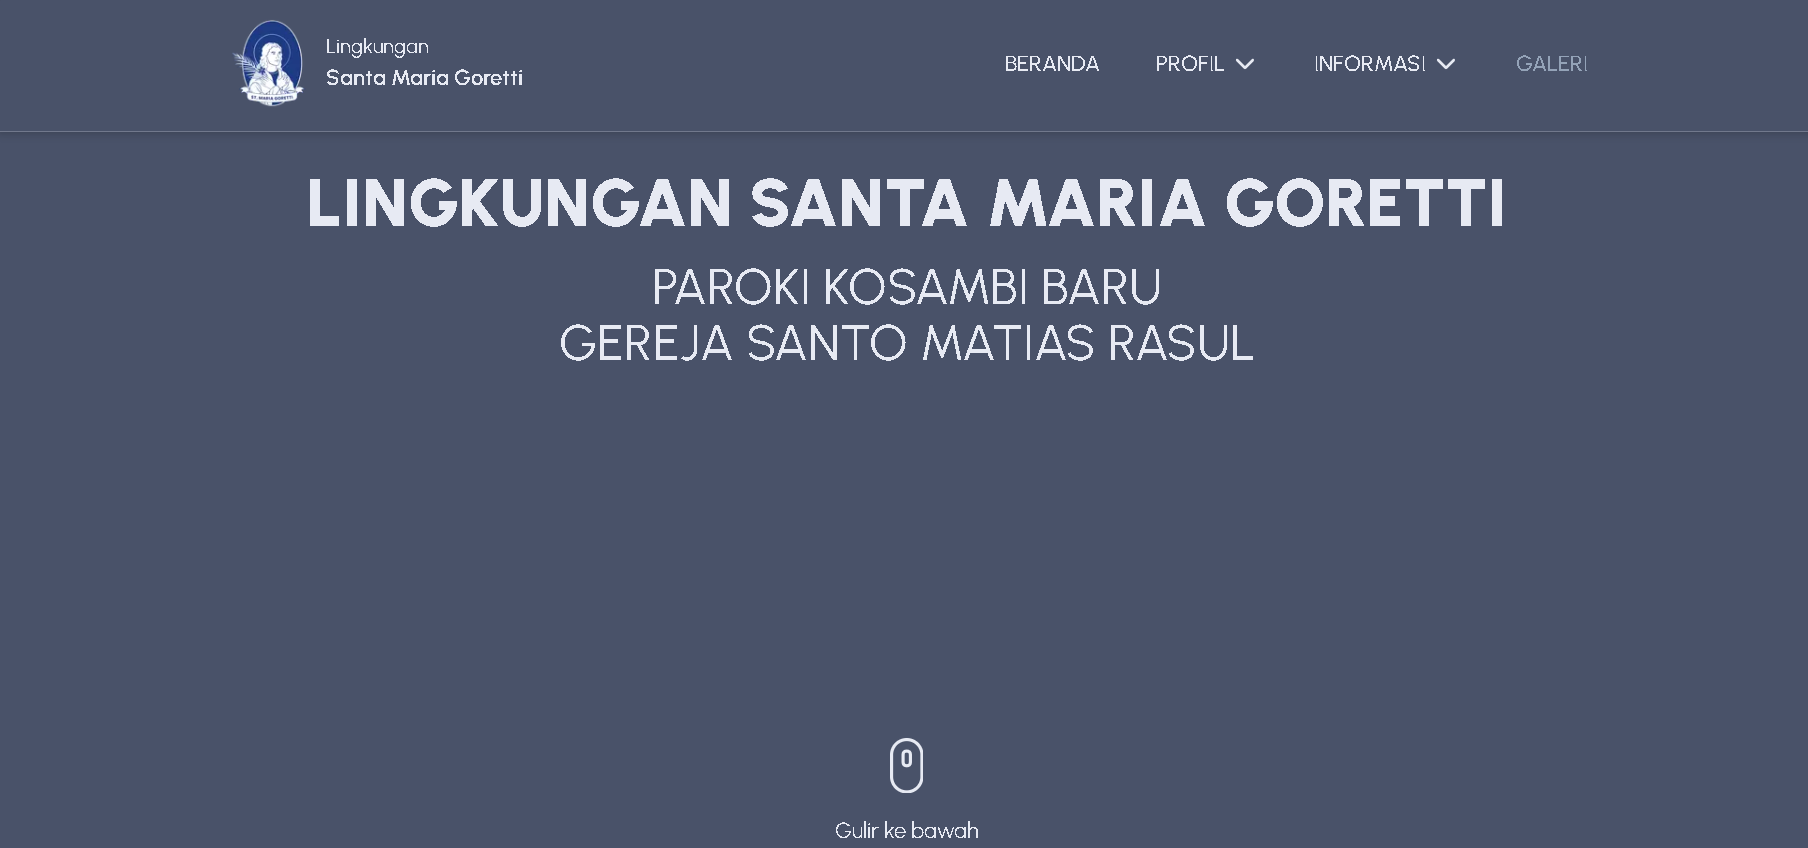 Lingkungan
Santa Maria Goretti
BERANDA
PROFIL
INFORMASI
GALERI
ST. MARIA GORETTI
LINGKUNGAN SANTA MARIA GORETTI
PAROKI KOSAMBI BARU
GEREJA SANTO MATIAS RASUL
Gulir ke bawah